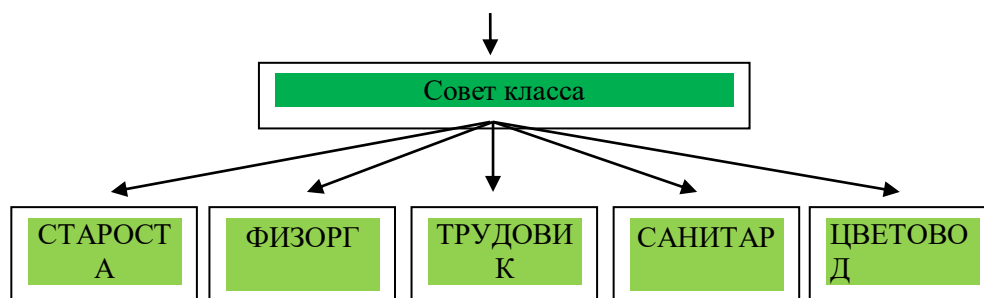 Совет класса
СТАРОСТ
А
ФИЗОРГ
ТРУДОВИ
К
САНИТАР
ЦВЕТОВО
Д